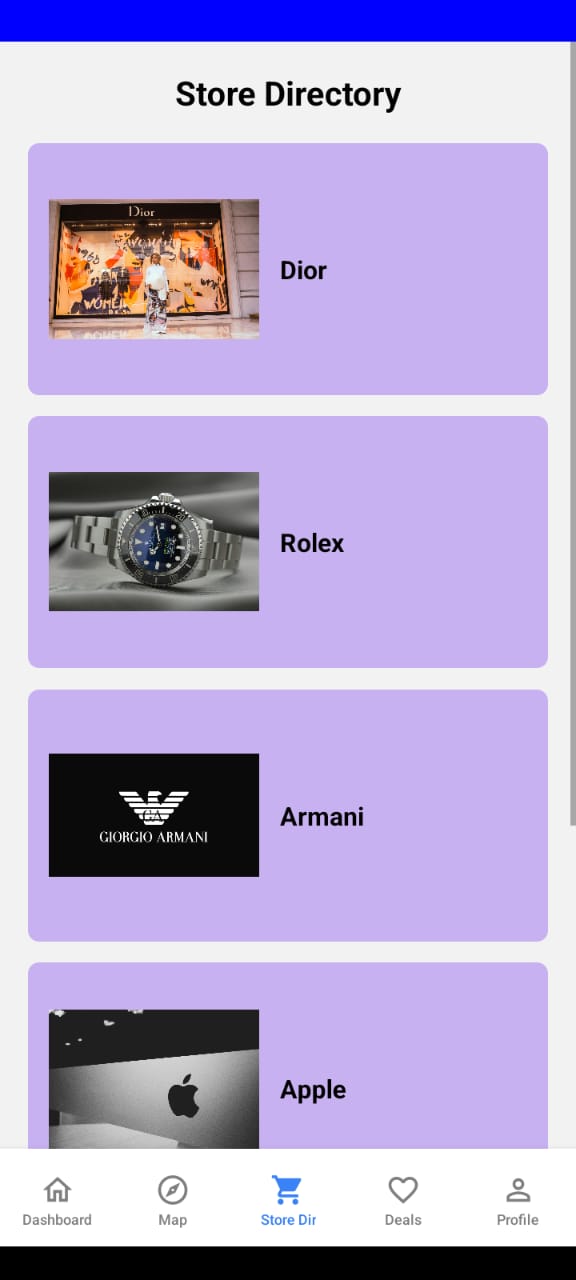 Store Directory
Dior
Dior
Rolex
GIORGIO ARMANI
Armani
Apple
Dashboard
Map
Store Dir
Deals
Profile